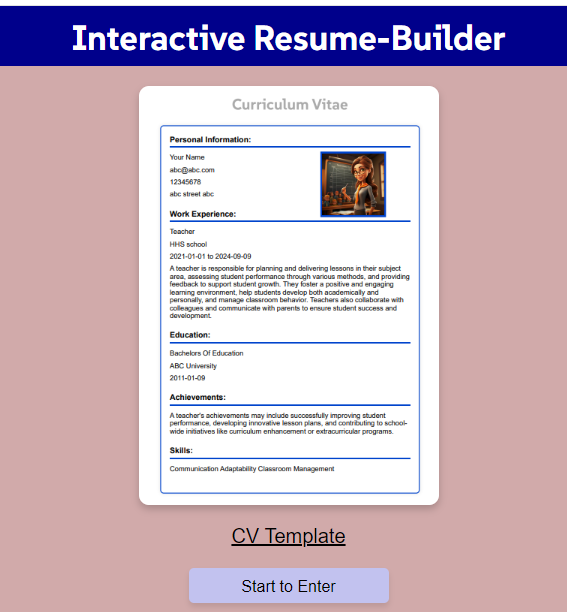 Interactive Resume-Builder
Curriculum Vitae
Personal Information:
Your Name
abc@abc.com
12345678
abc street abc
Work Experience:
Teacher
HHS school
2021-01-01 to 2024-09-09
A teacher is responsible for planning and delivering lessons in their subject
area, assessing student performance through various methods, and providing
feedback to support student growth. They foster a positive and engaging
learning environment, help students develop both academically and
personally, and manage classroom behavior. Teachers also collaborate with
colleagues and communicate with parents to ensure student success and
development.
Education:
Bachelors Of Education
ABC University
2011-01-09
Achievements:
A teacher's achievements may include successfully improving student
performance, developing innovative lesson plans, and contributing to school-
wide initiatives like curriculum enhancement or extracurricular programs.
Skills:
Communication Adaptability Classroom Management
CV Template
Start to Enter